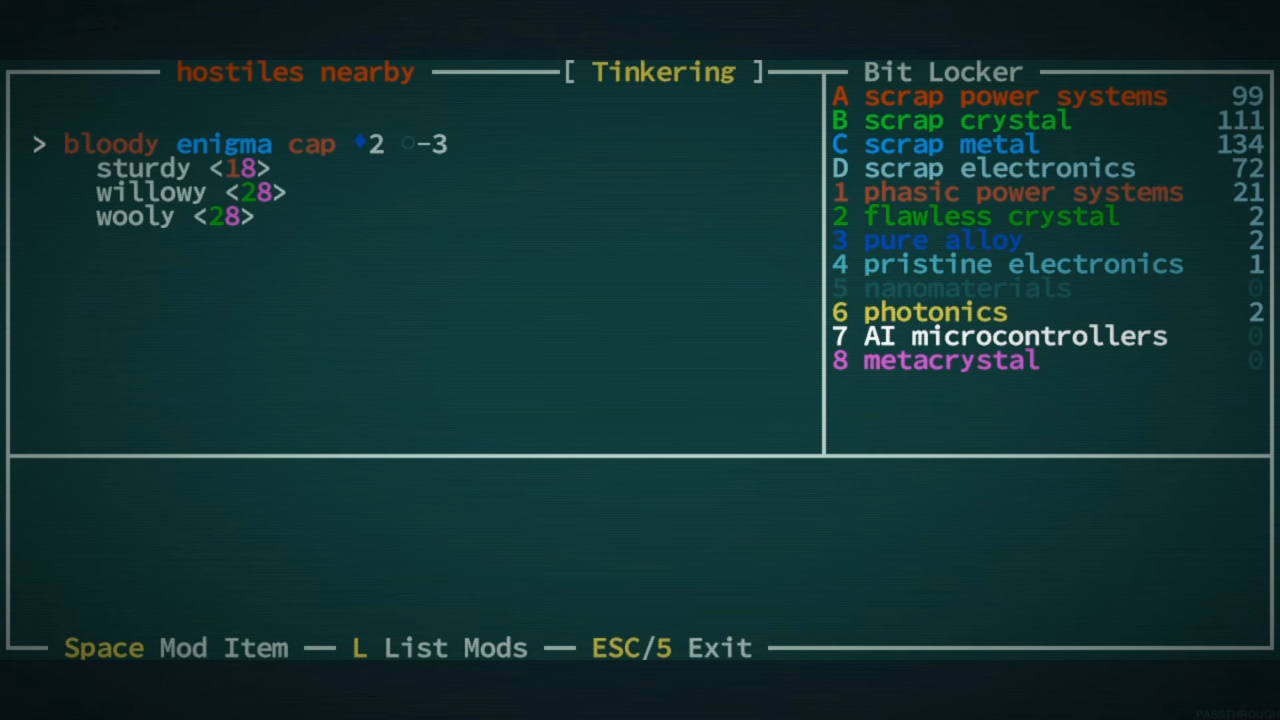 hostiles nearby [ Tinkering ] Bit Locker
> bloody enigma cap ♦2 ○-3
sturdy <18>
willowy <28>
wooly <28>
A scrap power systems 99
B scrap crystal 111
C scrap metal 134
D scrap electronics 72
1 phasic power systems 21
2 flawless crystal 2
3 pure alloy 2
4 pristine electronics 1
5 nanomaterials 0
6 photonics 2
7 AI microcontrollers 0
8 metacrystal 0
Space Mod Item — L List Mods — ESC/5 Exit